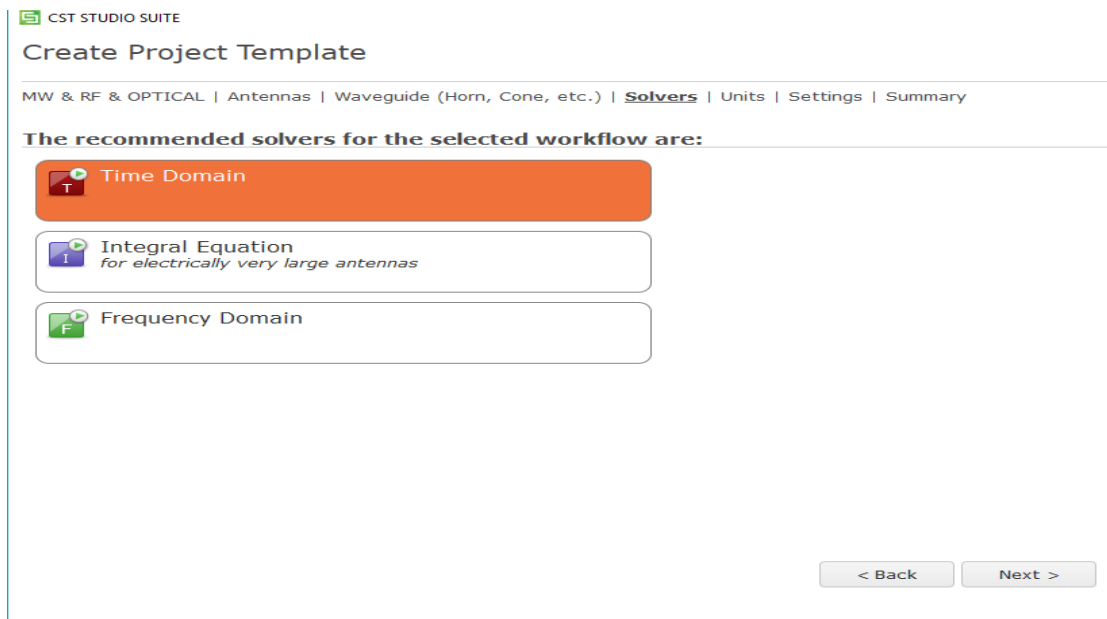 CST STUDIO SUITE
Create Project Template
MW & RF & OPTICAL | Antennas | Waveguide (Horn, Cone, etc.) | Solvers | Units | Settings | Summary
The recommended solvers for the selected workflow are:
T
Time Domain
I
Integral Equation
for electrically very large antennas
F
Frequency Domain
< Back
Next >